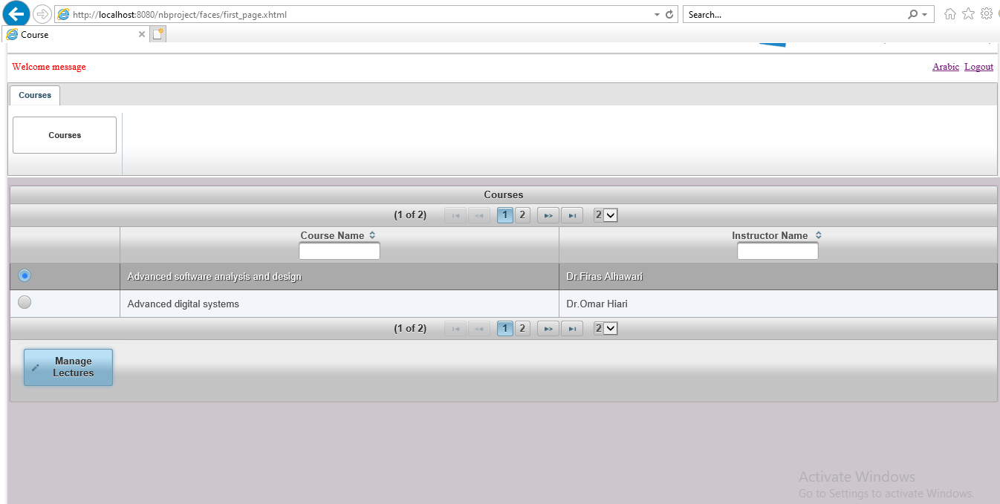 http://localhost:8080/nbproject/faces/first_page.xhtml
Search...
Course
Welcome message
Arabic Logout
Courses
Courses
Courses
(1 of 2) 1 2 2
Course Name Instructor Name
Advanced software analysis and design Dr.Firas Alhawari
Advanced digital systems Dr.Omar Hiari
(1 of 2) 1 2 2
Manage
Lectures
Activate Windows
Go to Settings to activate Windows.